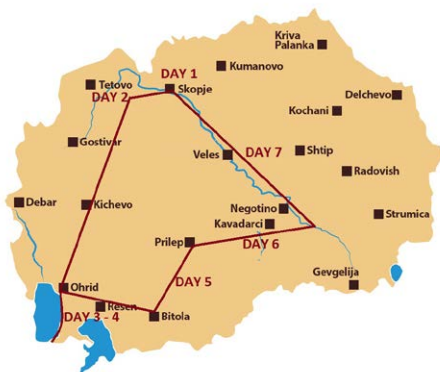 Kriva
Palanka
DAY 1
Kumanovo
Tetovo
Skopje
DAY 2
Delchevo
Kochani
Gostivar
Veles
DAY 7
Shtip
Radovish
Debar
Kichevo
Negotino
Strumica
Kavadarci
Prilep
DAY 6
Gevgelija
DAY 5
Ohrid
Resen
DAY 3 - 4
Bitola